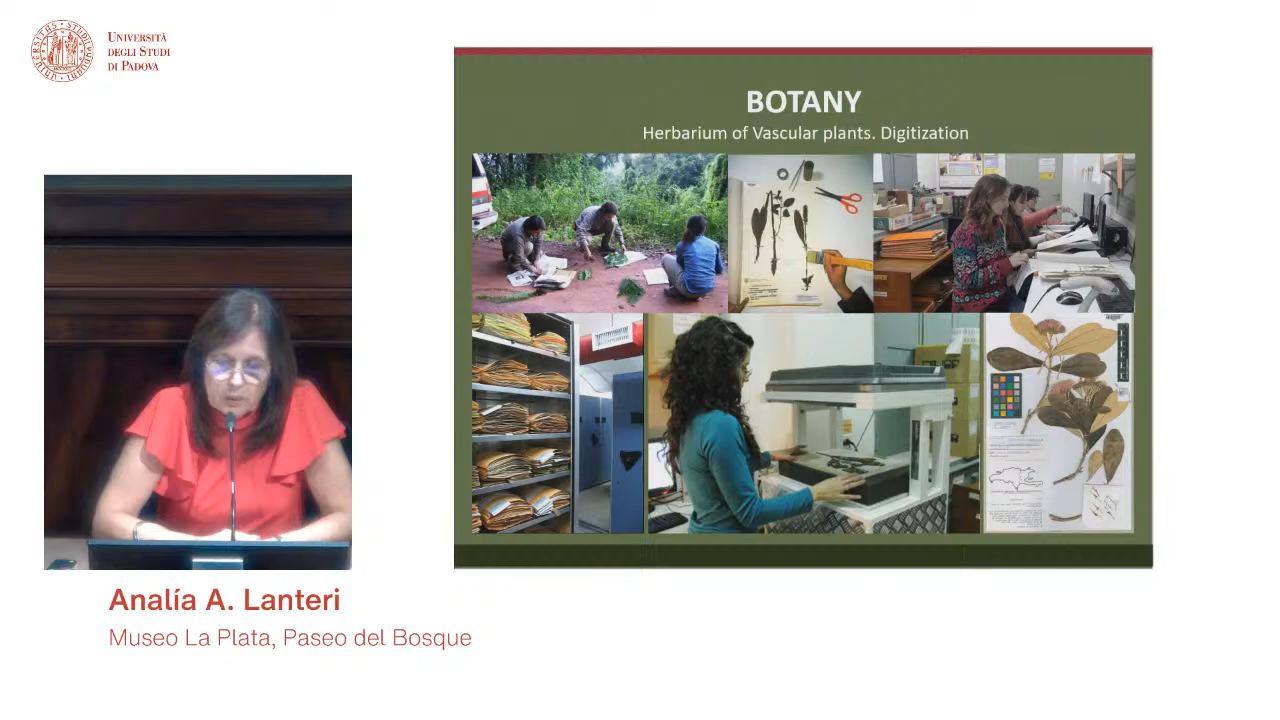 UNIVERSITÀ
DEGLI STUDI
DI PADOVA
BOTANY
Herbarium of Vascular plants. Digitization
Analía A. Lanteri
Museo La Plata, Paseo del Bosque